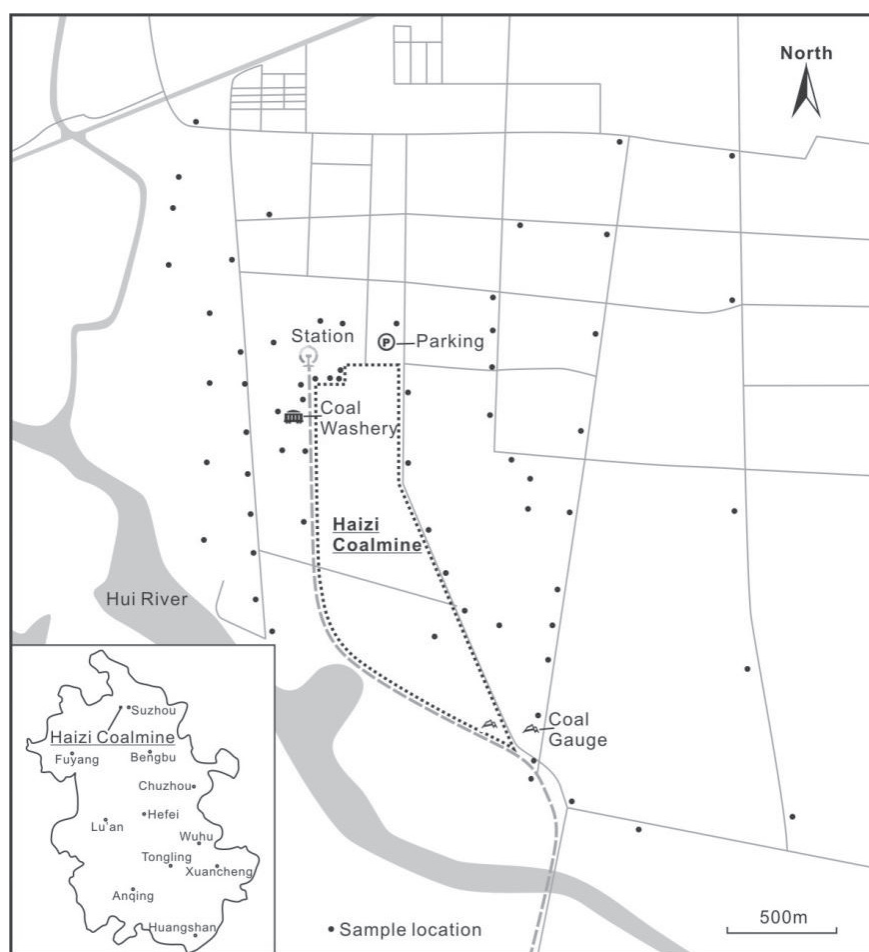 North
Station
P
Parking
Coal
Washery
Haizi
Coalmine
Hui River
Coal
Gauge
Suzhou
Haizi Coalmine
Fuyang
Bengbu
Chuzhou
Hefei
Lu'an
Wuhu
Tongling
Xuancheng
Anqing
Huangshan
Sample location
500m